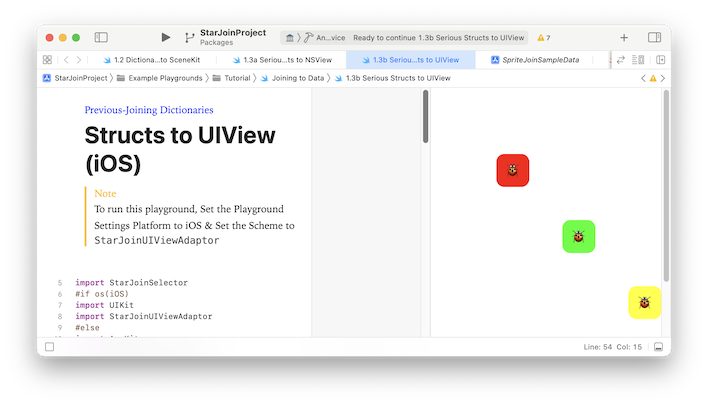 StarJoinProject
Packages
An...vice
Ready to continue 1.3b Serious Structs to UIView
7
1.2 Dictiona...to SceneKit
1.3a Seriou...ts to NSView
1.3b Seriou...ts to UIView
SpriteJoinSampleData
StarJoinProject
Example Playgrounds
Tutorial
Joining to Data
1.3b Serious Structs to UIView
Previous-Joining Dictionaries
Structs to UIView
(iOS)
Note
To run this playground, Set the Playground
Settings Platform to iOS & Set the Scheme to
StarJoinUIViewAdaptor
5 import StarJoinSelector
6 #if os(iOS)
7 import UIKit
8 import StarJoinUIViewAdaptor
9 #else
Line: 54 Col: 15